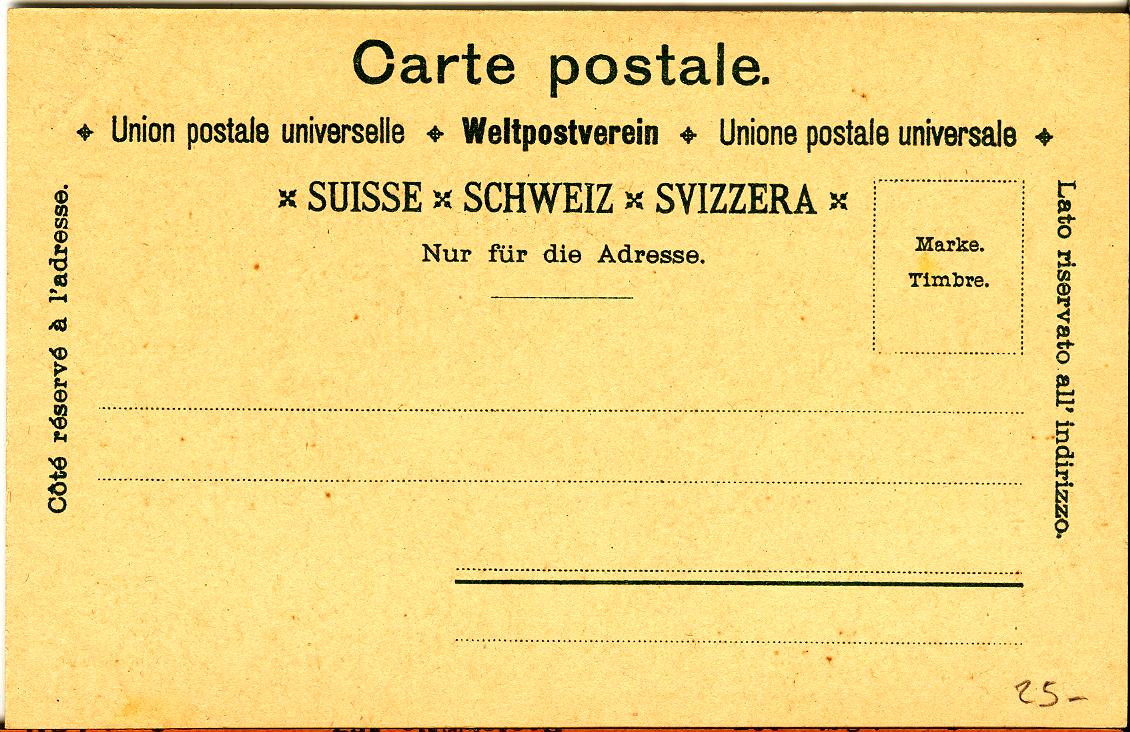 Carte postale.
Union postale universelle Weltpostverein Unione postale universale
SUISSE SCHWEIZ SVIZZERA
Nur für die Adresse.
Marke.
Timbre.
Côté réservé à l'adresse.
Lato riservato all' indirizzo.
25-